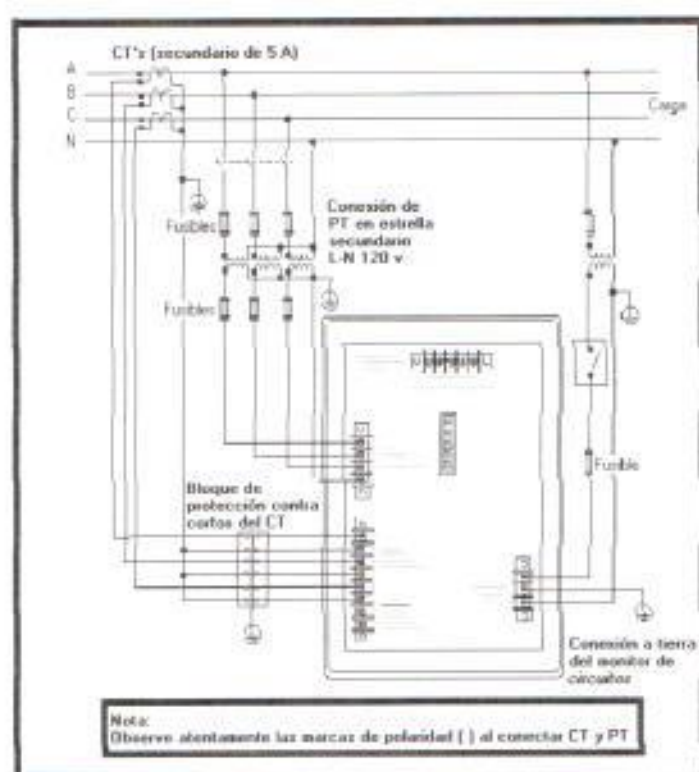 CT's (secundario de 5 A)
A
B
C
N
Carga
Fusibles
Conexión de
PT en estrella
secundario
L-N 120 v
Fusibles
Fusible
Bloque de
protección contra
cortos del CT
Conexión a tierra
del monitor de
circuitos
Nota:
Observe atentamente las marcas de polaridad ( ) al conectar CT y PT